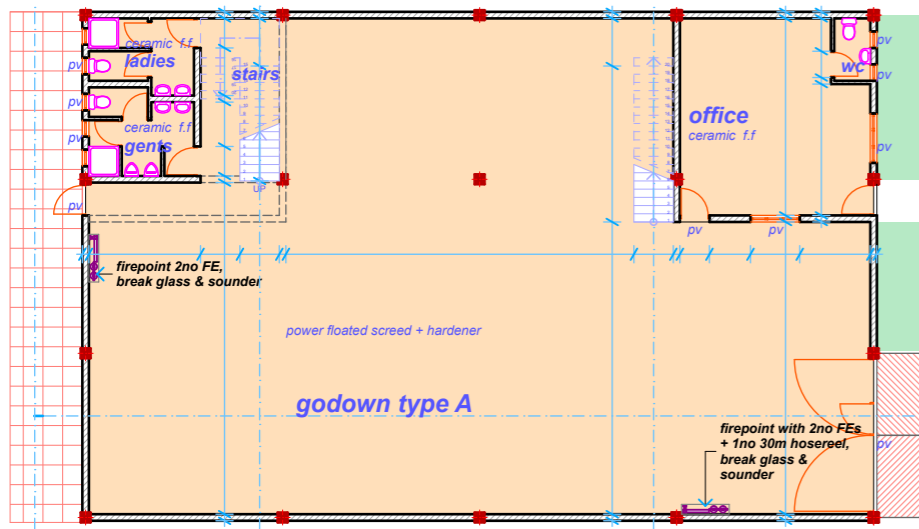 ceramic f.f
ladies
pv
stairs
pv
wc
pv
pv
office
ceramic f.f
pv
ceramic f.f
gents
pv
pv
UP
pv
pv
pv
firepoint 2no FE,
break glass & sounder
power floated screed + hardener
godown type A
firepoint with 2no FEs
+ 1no 30m hosereel,
break glass &
sounder
pv